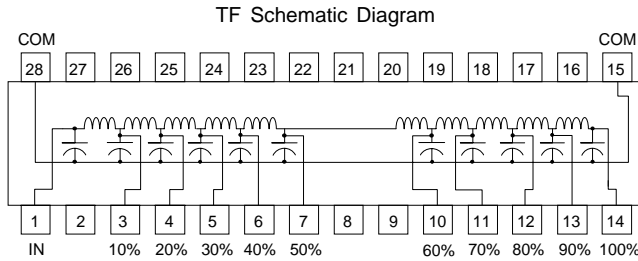 TF Schematic Diagram
COM COM
28 27 26 25 24 23 22 21 20 19 18 17 16 15
1 2 3 4 5 6 7 8 9 10 11 12 13 14
IN 10% 20% 30% 40% 50% 60% 70% 80% 90% 100%